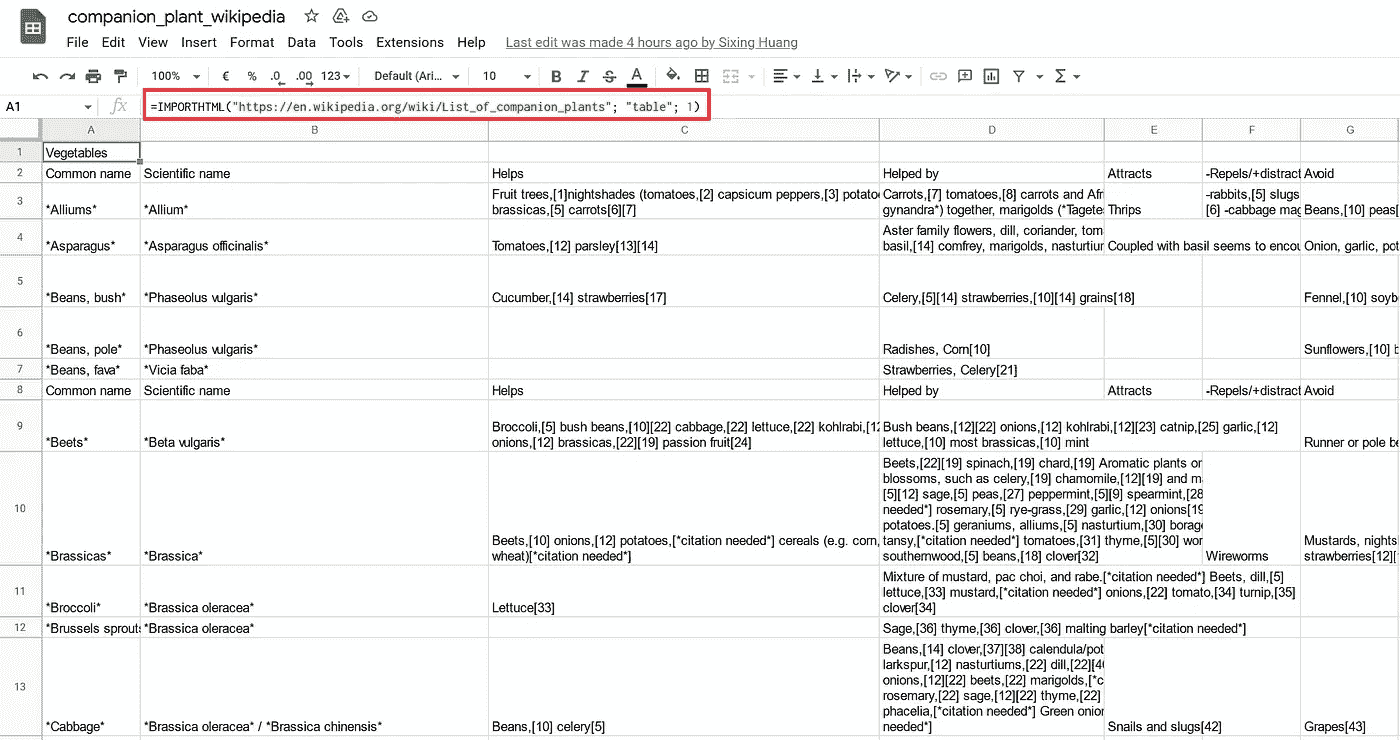 companion_plant_wikipedia
File Edit View Insert Format Data Tools Extensions Help Last edit was made 4 hours ago by Sixing Huang
100% € % .0 .00 123 Default (Ari... 10 B I S A
A1 fx =IMPORTHTML("https://en.wikipedia.org/wiki/List_of_companion_plants"; "table"; 1)
A B C D E F G
1 Vegetables
2 Common name Scientific name Helps Helped by Attracts -Repels/+distract Avoid
3 *Alliums* *Allium*
Fruit trees,[1]nightshades (tomatoes,[2] capsicum peppers,[3] potato
brassicas,[5] carrots[6][7]
Carrots,[7] tomatoes,[8] carrots and Afr
gynandra*) together, marigolds (*Tagetes
Thrips
-rabbits,[5] slugs
[6] -cabbage mag
Beans,[10] peas[
4 *Asparagus* *Asparagus officinalis* Tomatoes,[12] parsley[13][14]
Aster family flowers, dill, coriander, tom
basil,[14] comfrey, marigolds, nasturtium
Coupled with basil seems to encou
Onion, garlic, pot
5 *Beans, bush* *Phaseolus vulgaris* Cucumber,[14] strawberries[17] Celery,[5][14] strawberries,[10][14] grains[18] Fennel,[10] soyb
6 *Beans, pole* *Phaseolus vulgaris* Radishes, Corn[10] Sunflowers,[10] b
7 *Beans, fava* *Vicia faba* Strawberries, Celery[21]
8 Common name Scientific name Helps Helped by Attracts -Repels/+distract Avoid
9 *Beets* *Beta vulgaris*
Broccoli,[5] bush beans,[10][22] cabbage,[22] lettuce,[22] kohlrabi,[12
onions,[12] brassicas,[22][19] passion fruit[24]
Bush beans,[12][22] onions,[12] kohlrabi,[12][23] catnip,[25] garlic,[12]
lettuce,[10] most brassicas,[10] mint
Runner or pole be
10 *Brassicas* *Brassica*
Beets,[10] onions,[12] potatoes,[*citation needed*] cereals (e.g. corn,
wheat)[*citation needed*]
Beets,[22][19] spinach,[19] chard,[19] Aromatic plants or
blossoms, such as celery,[19] chamomile,[12][19] and m
[5][12] sage,[5] peas,[27] peppermint,[5][9] spearmint,[28
needed*] rosemary,[5] rye-grass,[29] garlic,[12] onions[19
potatoes.[5] geraniums, alliums,[5] nasturtium,[30] borag
tansy,[*citation needed*] tomatoes,[31] thyme,[5][30] wor
southernwood,[5] beans,[18] clover[32]
Wireworms
Mustards, nights
strawberries[12][
11 *Broccoli* *Brassica oleracea* Lettuce[33]
Mixture of mustard, pac choi, and rabe.[*citation needed*] Beets, dill,[5]
lettuce,[33] mustard,[*citation needed*] onions,[22] tomato,[34] turnip,[35]
clover[34]
12 *Brussels sprouts *Brassica oleracea* Sage,[36] thyme,[36] clover,[36] malting barley[*citation needed*]
13 *Cabbage* *Brassica oleracea* / *Brassica chinensis* Beans,[10] celery[5]
Beans,[14] clover,[37][38] calendula/pot
larkspur,[12] nasturtiums,[22] dill,[22][40
onions,[12][22] beets,[22] marigolds,[*c
rosemary,[22] sage,[12][22] thyme,[22]
phacelia,[*citation needed*] Green onion
needed*]
Snails and slugs[42]
Grapes[43]